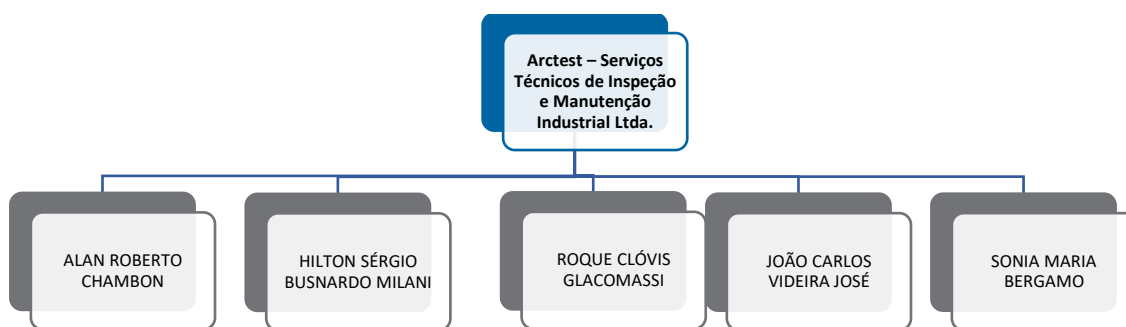 Arctest – Serviços
Técnicos de Inspeção
e Manutenção
Industrial Ltda.
ALAN ROBERTO
CHAMBON
HILTON SÉRGIO
BUSNARDO MILANI
ROQUE CLÓVIS
GLACOMASSI
JOÃO CARLOS
VIDEIRA JOSÉ
SONIA MARIA
BERGAMO